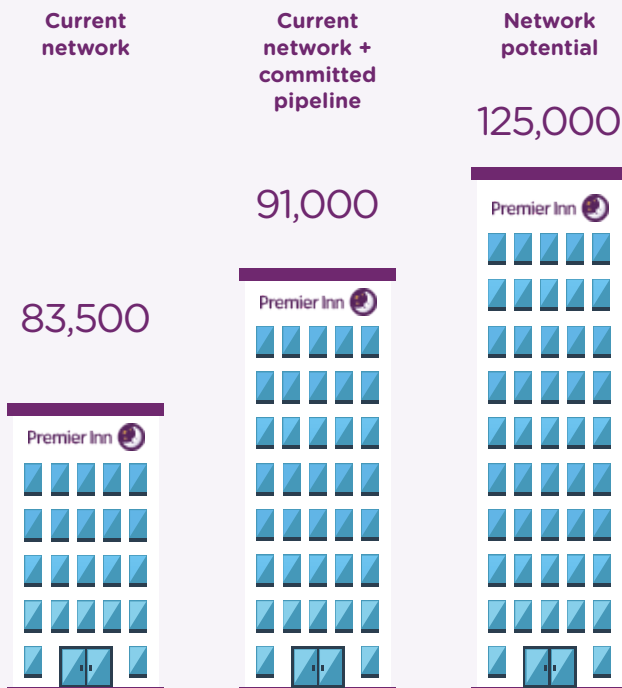 Current
network
83,500
Premier Inn
Current
network +
committed
pipeline
91,000
Premier Inn
Network
potential
125,000
Premier Inn